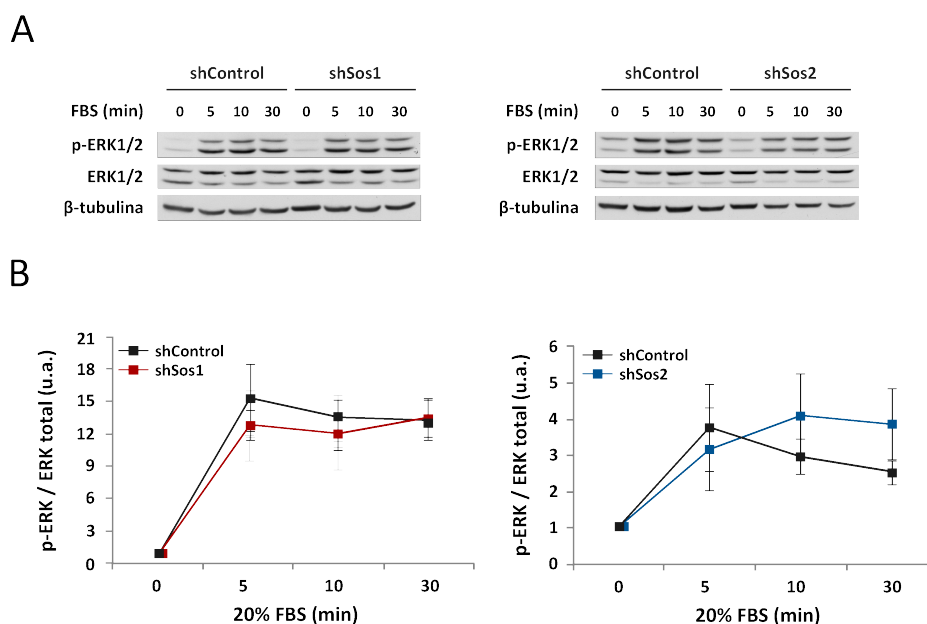 A
shControl shSos1
FBS (min) 0 5 10 30 0 5 10 30
p-ERK1/2
ERK1/2
β-tubulina
shControl shSos2
FBS (min) 0 5 10 30 0 5 10 30
p-ERK1/2
ERK1/2
β-tubulina
B
p-ERK / ERK total (u.a.)
21
18
15
13
9
6
3
0
shControl
shSos1
0 5 10 30
20% FBS (min)
p-ERK / ERK total (u.a.)
6
5
4
3
2
1
0
shControl
shSos2
0 5 10 30
20% FBS (min)